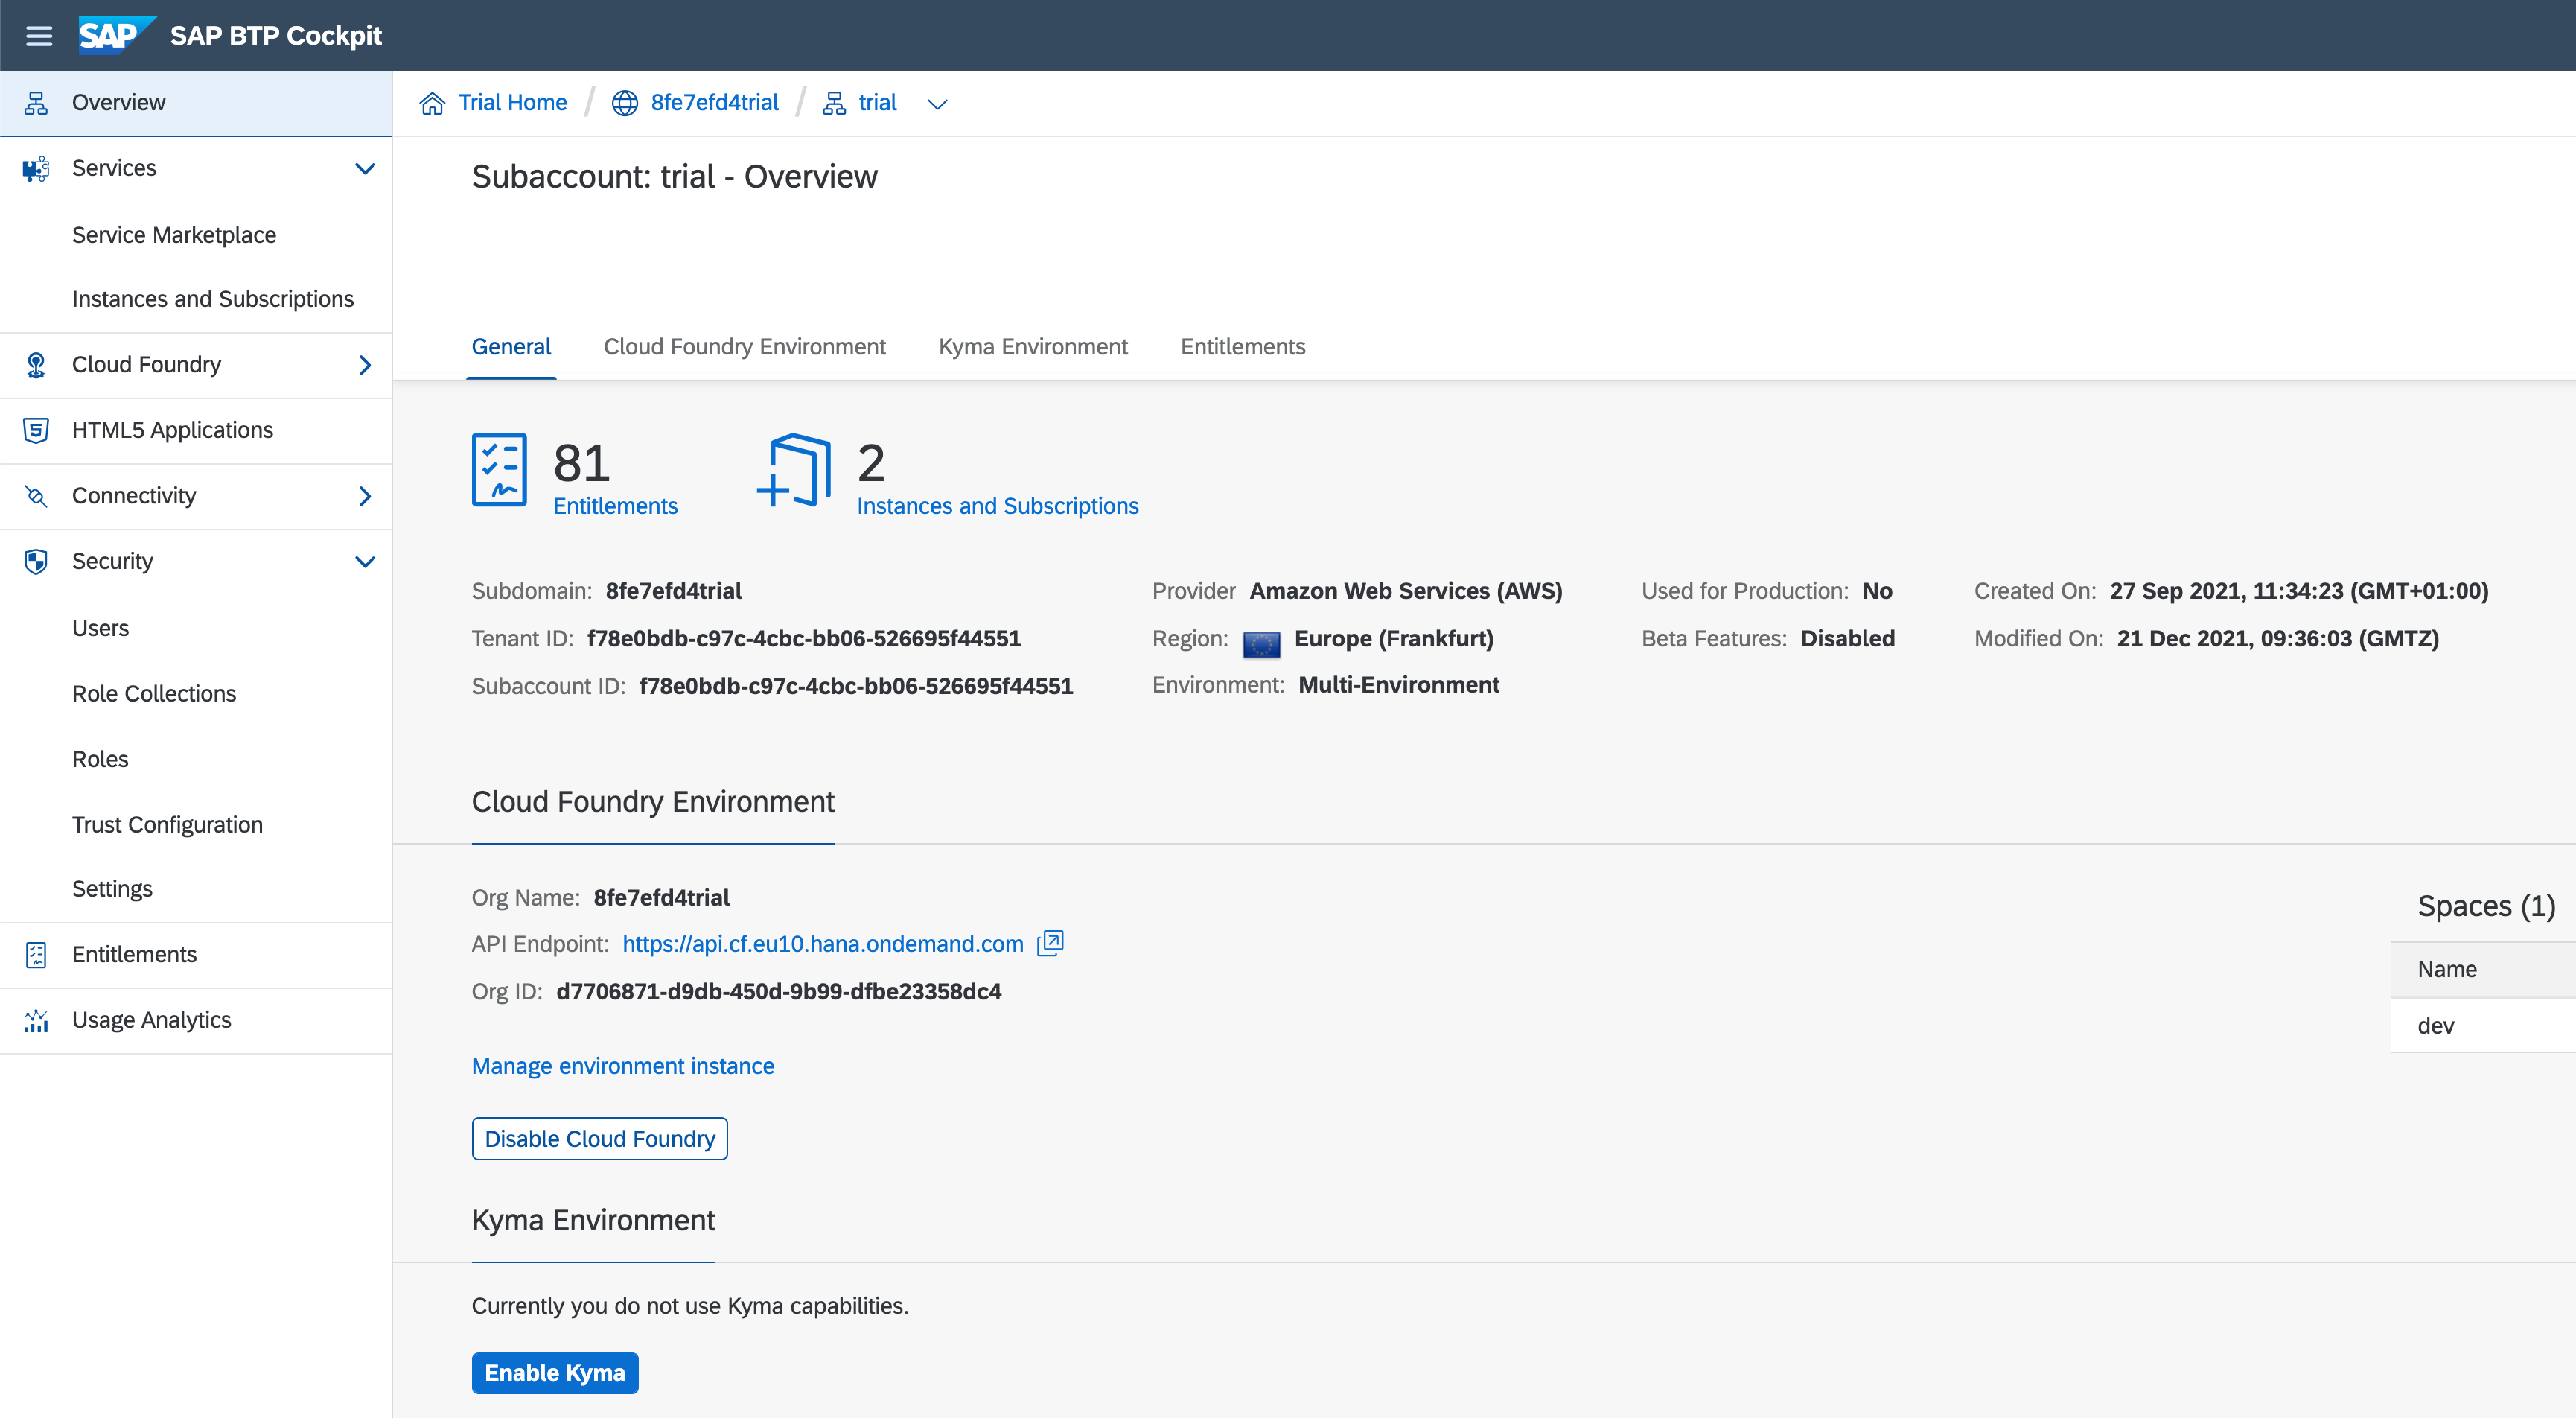 SAP SAP BTP Cockpit
Overview
Services
Service Marketplace
Instances and Subscriptions
Cloud Foundry
HTML5 Applications
Connectivity
Security
Users
Role Collections
Roles
Trust Configuration
Settings
Entitlements
Usage Analytics
Trial Home / 8fe7efd4trial / trial
Subaccount: trial - Overview
General Cloud Foundry Environment Kyma Environment Entitlements
81
Entitlements
2
Instances and Subscriptions
Subdomain: 8fe7efd4trial
Tenant ID: f78e0bdb-c97c-4cbc-bb06-526695f44551
Subaccount ID: f78e0bdb-c97c-4cbc-bb06-526695f44551
Provider Amazon Web Services (AWS)
Region: Europe (Frankfurt)
Environment: Multi-Environment
Used for Production: No
Beta Features: Disabled
Created On: 27 Sep 2021, 11:34:23 (GMT+01:00)
Modified On: 21 Dec 2021, 09:36:03 (GMTZ)
Cloud Foundry Environment
Org Name: 8fe7efd4trial
API Endpoint: https://api.cf.eu10.hana.ondemand.com
Org ID: d7706871-d9db-450d-9b99-dfbe23358dc4
Manage environment instance
Disable Cloud Foundry
Spaces (1)
Name
dev
Kyma Environment
Currently you do not use Kyma capabilities.
Enable Kyma